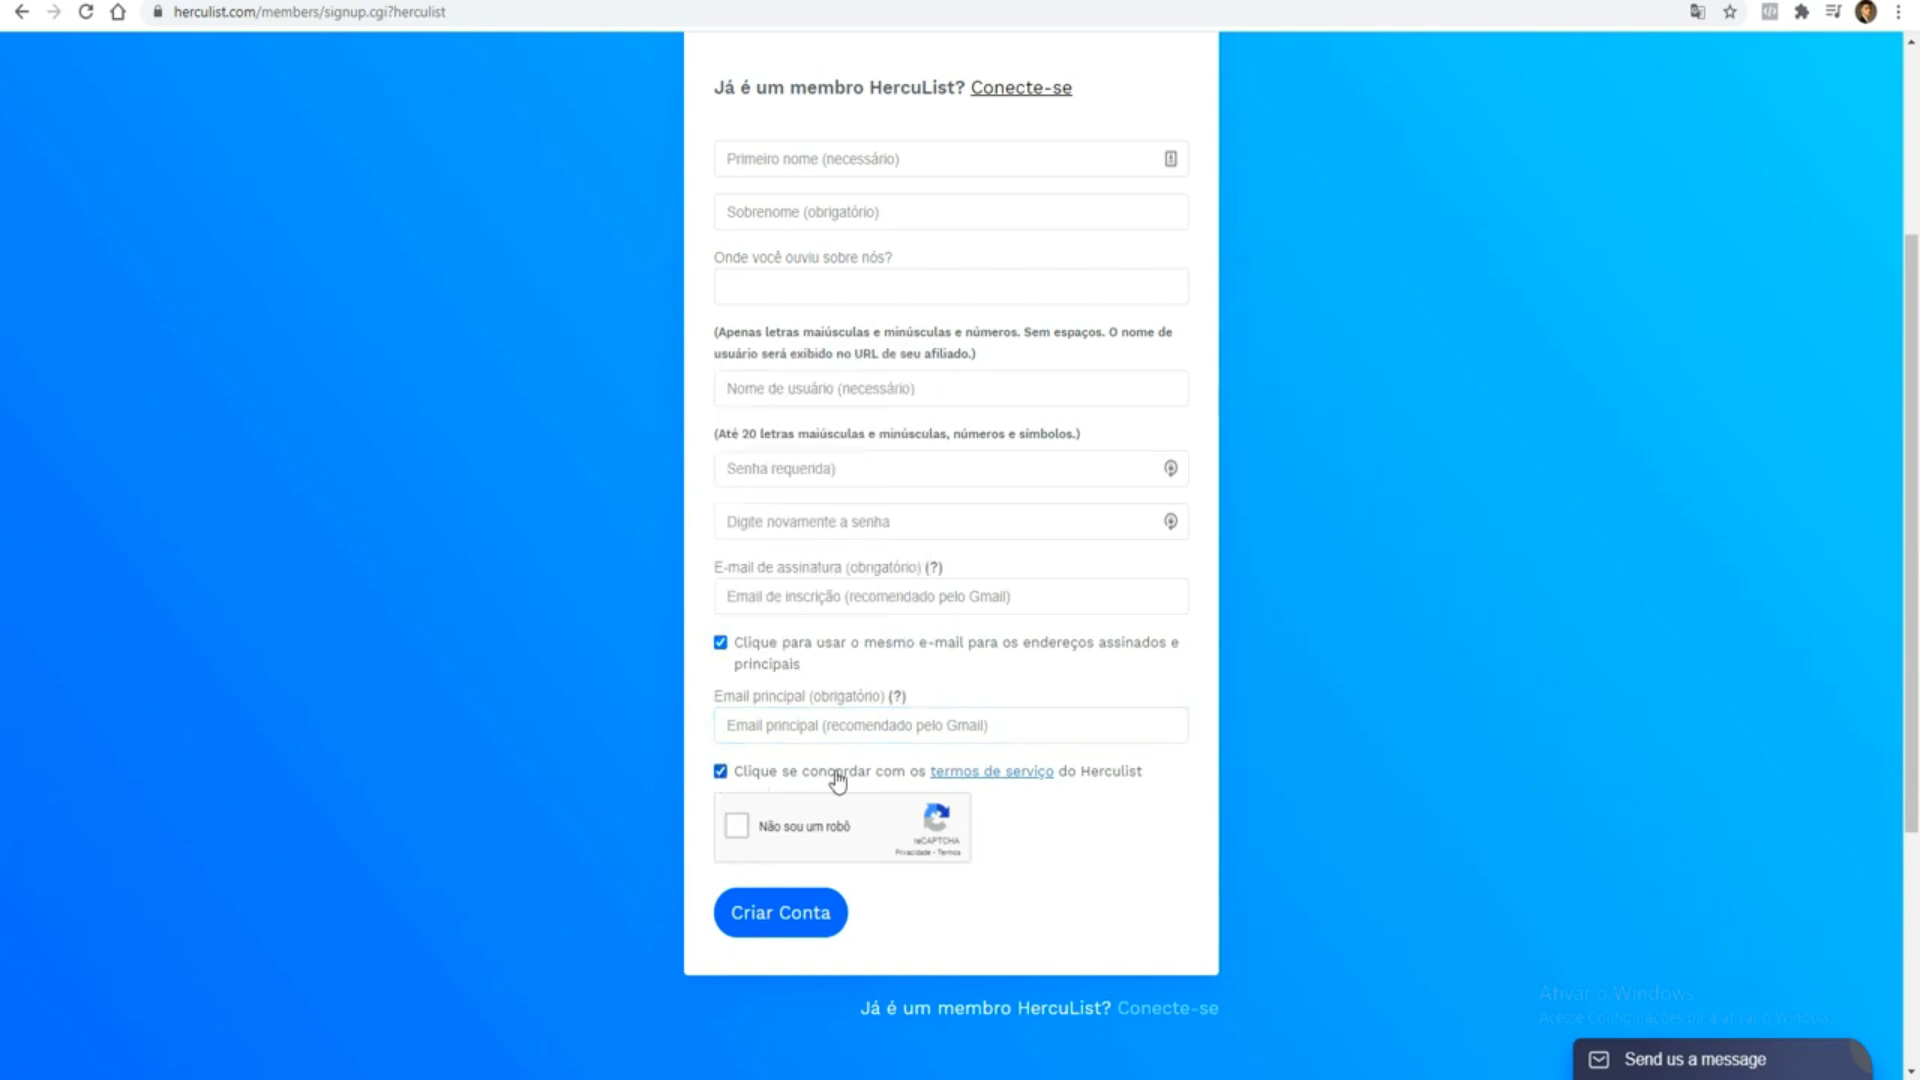 herculist.com/members/signup.cgi?herculist
Já é um membro HercuList? Conecte-se
Primeiro nome (necessário)
Sobrenome (obrigatório)
Onde você ouviu sobre nós?
(Apenas letras maiúsculas e minúsculas e números. Sem espaços. O nome de
usuário será exibido no URL de seu afiliado.)
Nome de usuário (necessário)
(Até 20 letras maiúsculas e minúsculas, números e símbolos.)
Senha requerida)
Digite novamente a senha
E-mail de assinatura (obrigatório) (?)
Email de inscrição (recomendado pelo Gmail)
Clique para usar o mesmo e-mail para os endereços assinados e
principais
Email principal (obrigatório) (?)
Email principal (recomendado pelo Gmail)
Clique se concordar com os termos de serviço do Herculist
Não sou um robô
reCAPTCHA
Privacidade - Termos
Criar Conta
Já é um membro HercuList? Conecte-se
Ativar o Windows
Acesse Configurações para ativar o Windows.
Send us a message